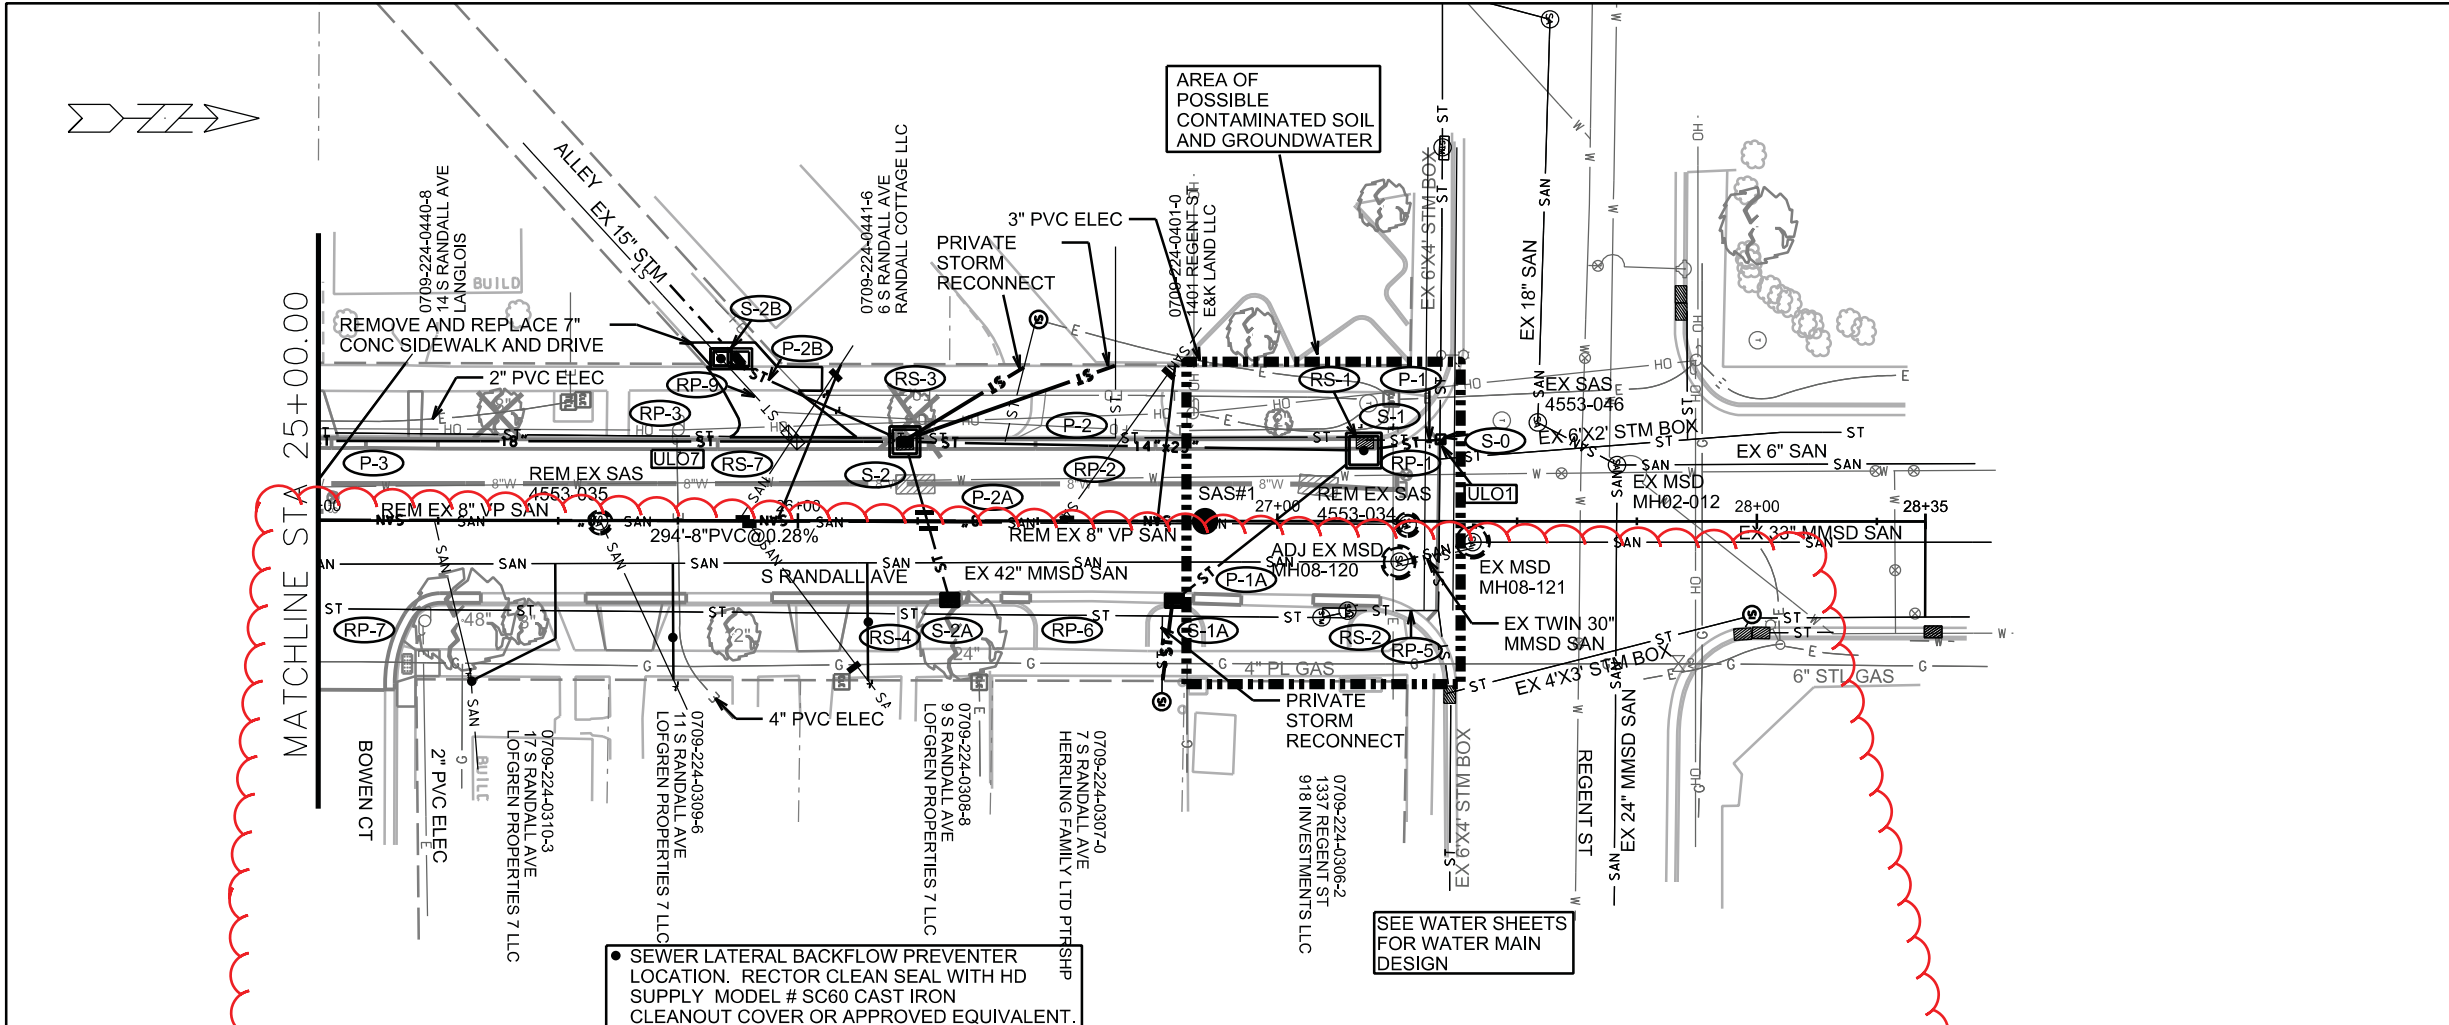 AREA OF
POSSIBLE
CONTAMINATED SOIL
AND GROUNDWATER
ALLEY
EX 15" STM
0709-224-0440-8
14 S RANDALL AVE
LANGLOIS
0709-224-0441-6
6 S RANDALL AVE
RANDALL COTTAGE LLC
3" PVC ELEC
PRIVATE
STORM
RECONNECT
0709-224-0401-0
1401 REGENT ST
E&K LAND LLC
EX 6'X4' STM BOX
EX 18" SAN
BUILD
S-2B
REMOVE AND REPLACE 7"
CONC SIDEWALK AND DRIVE
P-2B
2" PVC ELEC
RP-9
RS-3
RS-1
P-1
EX SAS
4553-046
RP-3
P-2
S-1
S-0
EX 6'X2' STM BOX
18"
14"x23"
P-3
ULO7
RS-7
S-2
RP-2
RP-1
EX 6" SAN
REM EX SAS
4553-035
8"W
8"W
8"W
8"W
P-2A
SAS#1
REM EX SAS
4553-034
ULO1
EX MSD
MH02-012
MATCHLINE STA 25+00.00
REM EX 8" VP SAN
26+00
27+00
28+00
28+35
294'-8"PVC@0.28%
REM EX 8" VP SAN
EX 33" MMSD SAN
ADJ EX MSD
MH08-120
S RANDALL AVE
EX 42" MMSD SAN
P-1A
EX MSD
MH08-121
RP-7
48"
RS-4
S-2A
RP-6
S-1A
RS-2
RP-5
EX TWIN 30"
MMSD SAN
24"
4" PL GAS
EX 4'X3' STM BOX
6" STL GAS
4" PVC ELEC
PRIVATE
STORM
RECONNECT
BOWEN CT
2" PVC ELEC
0709-224-0310-3
17 S RANDALL AVE
LOFGREN PROPERTIES 7 LLC
0709-224-0309-6
11 S RANDALL AVE
LOFGREN PROPERTIES 7 LLC
0709-224-0308-8
9 S RANDALL AVE
LOFGREN PROPERTIES 7 LLC
0709-224-0307-0
7 S RANDALL AVE
HERRLING FAMILY LTD PTRSHP
0709-224-0306-2
1337 REGENT ST
918 INVESTMENTS LLC
EX 6'X4' STM BOX
REGENT ST
EX 24" MMSD SAN
SEE WATER SHEETS
FOR WATER MAIN
DESIGN
SEWER LATERAL BACKFLOW PREVENTER
LOCATION. RECTOR CLEAN SEAL WITH HD
SUPPLY MODEL # SC60 CAST IRON
CLEANOUT COVER OR APPROVED EQUIVALENT.